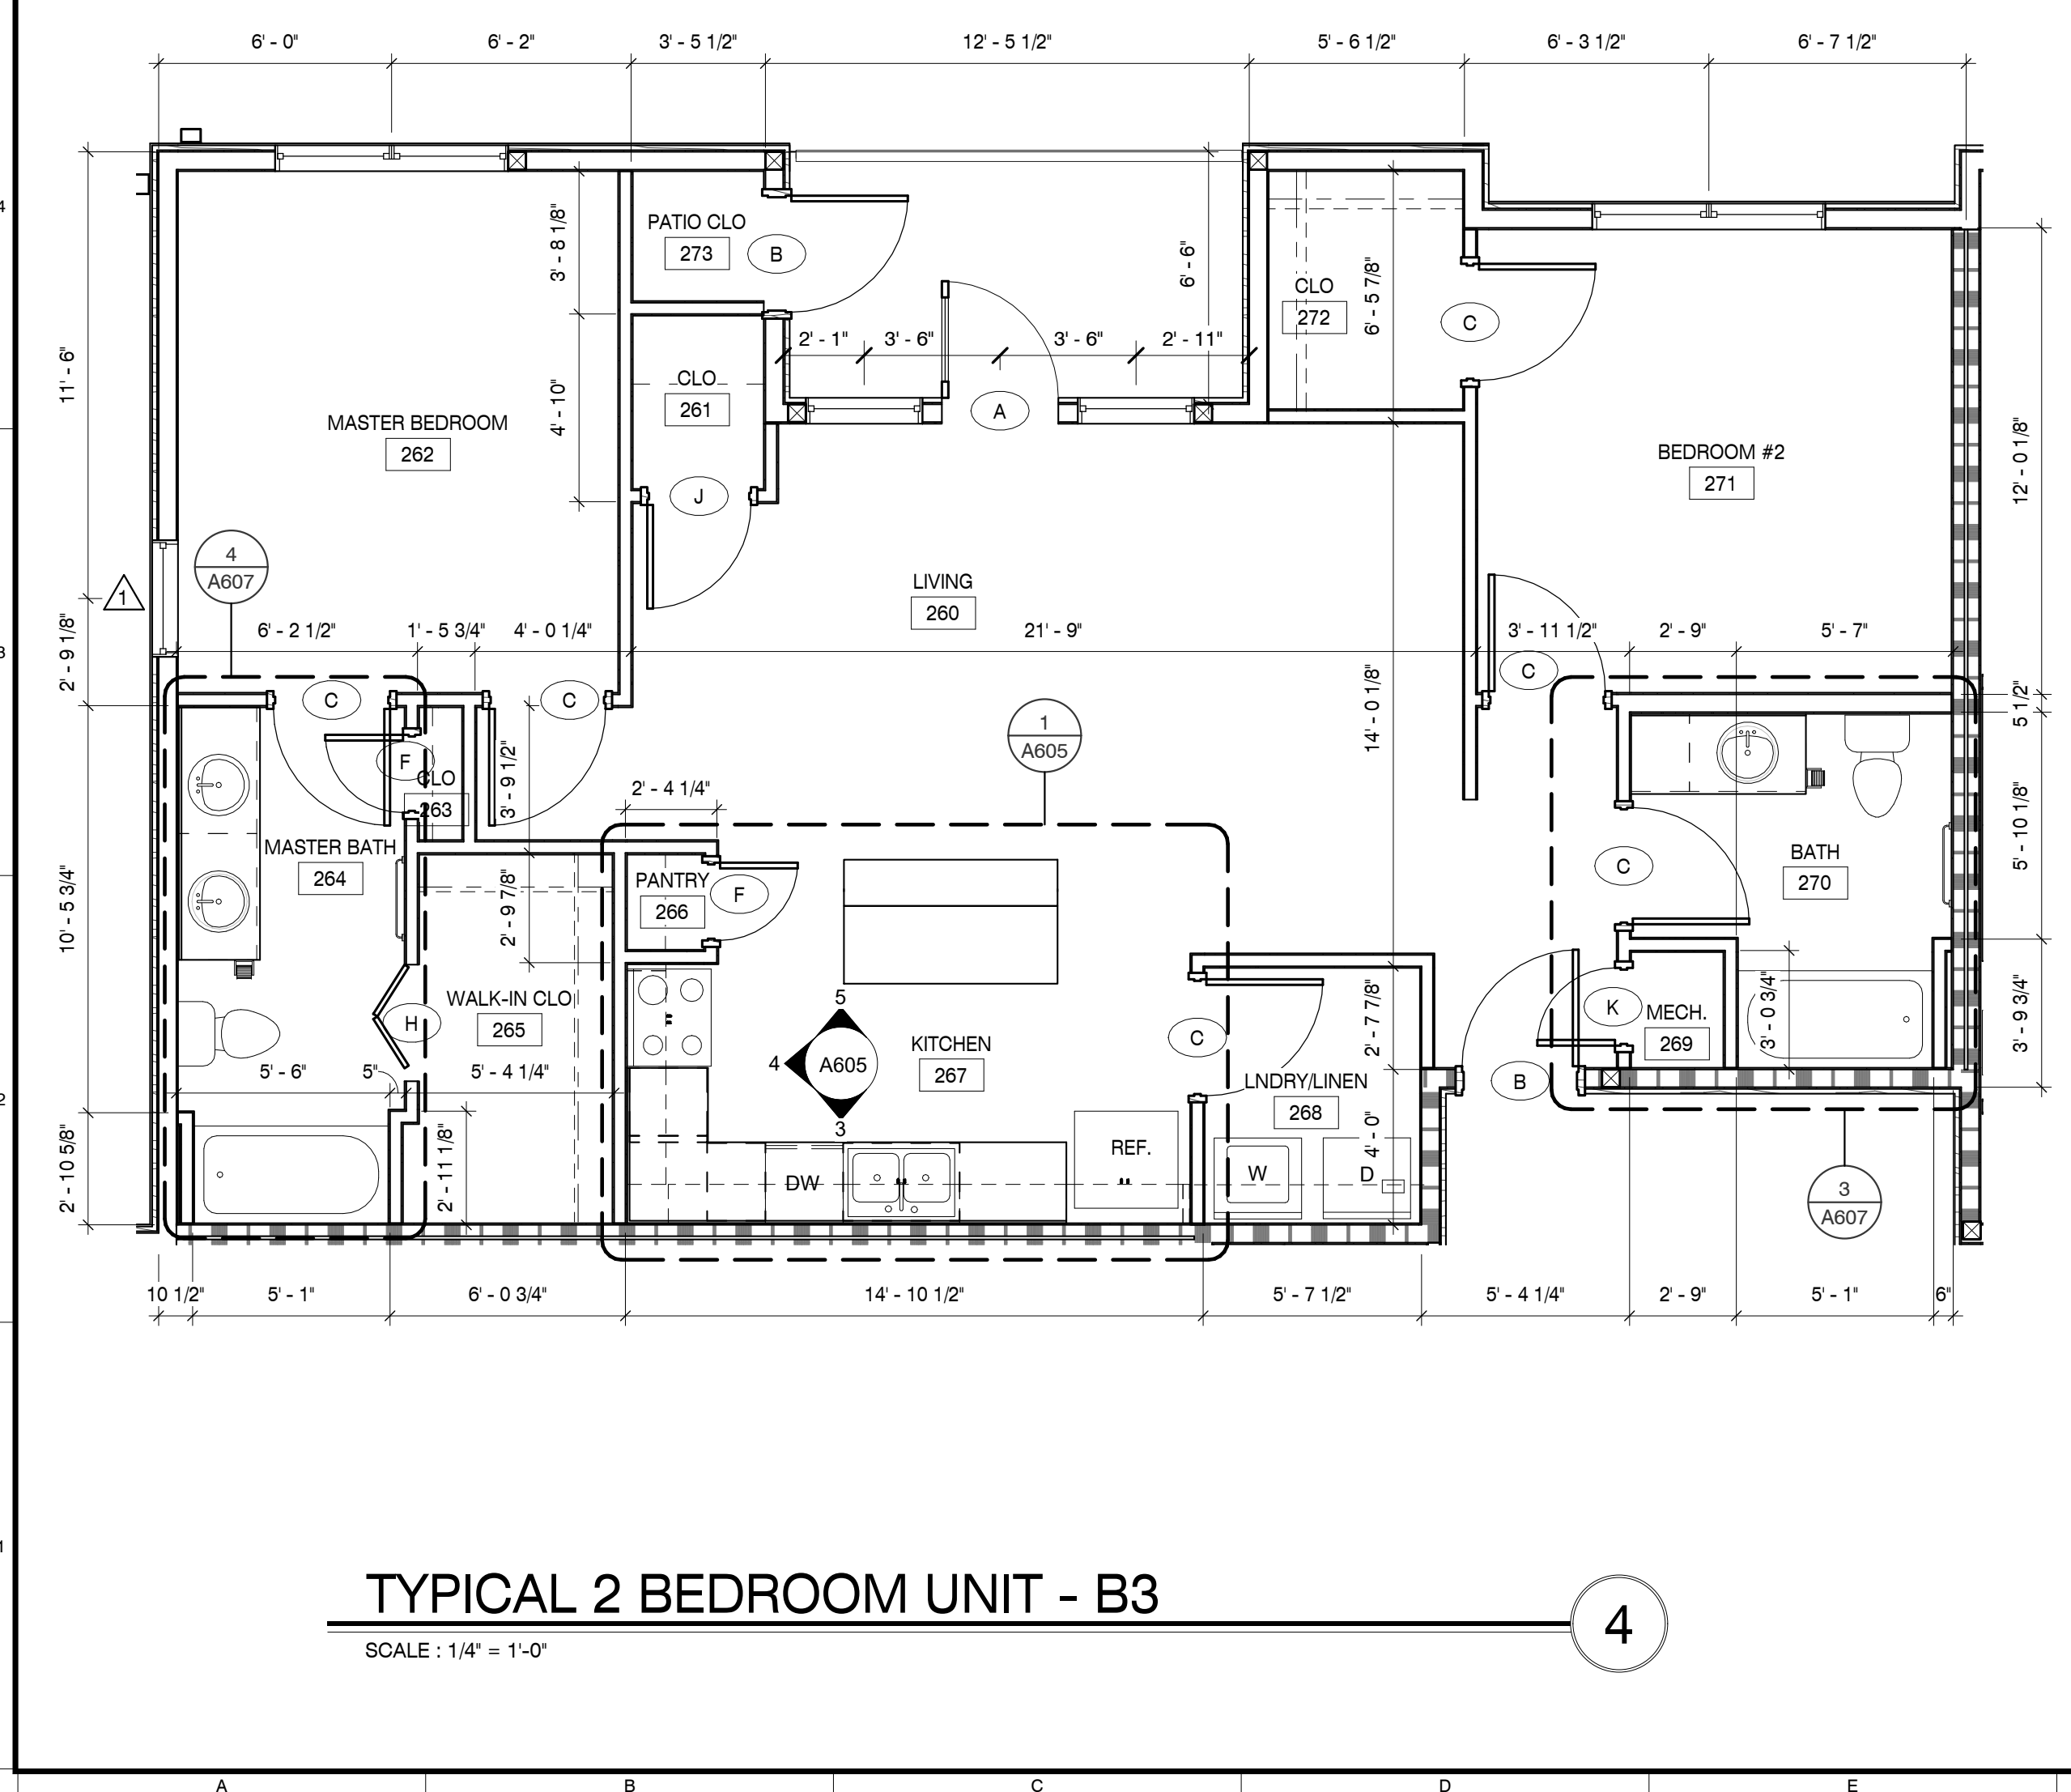 6' - 0" 6' - 2" 3' - 5 1/2" 12' - 5 1/2" 5' - 6 1/2" 6' - 3 1/2" 6' - 7 1/2"
4
PATIO CLO
273
B
3' - 8 1/8"
6' - 6"
CLO
272
6' - 5 7/8"
C
2' - 1" 3' - 6" 3' - 6" 2' - 11"
11' - 6"
4' - 10"
CLO
261
A
MASTER BEDROOM
262
BEDROOM #2
271
12' - 0 1/8"
J
4
A607
1
LIVING
260
6' - 2 1/2" 1' - 5 3/4" 4' - 0 1/4" 21' - 9" 3' - 11 1/2" 2' - 9" 5' - 7"
3
2' - 9 1/8"
C
C
C
5 1/2"
14' - 0 1/8"
1
A605
F
CLO
263
3' - 9 1/2"
2' - 4 1/4"
MASTER BATH
264
PANTRY
266
F
C
BATH
270
5' - 10 1/8"
10' - 5 3/4"
2' - 9 7/8"
WALK-IN CLO
265
H
5
4
A605
3
KITCHEN
267
C
2' - 7 7/8"
K
MECH.
269
3' - 0 3/4"
3' - 9 3/4"
5' - 6" 5" 5' - 4 1/4"
B
LNDRY/LINEN
268
2
2' - 10 5/8"
2' - 11 1/8"
DW
REF.
W
D
4' - 0"
3
A607
10 1/2" 5' - 1" 6' - 0 3/4" 14' - 10 1/2" 5' - 7 1/2" 5' - 4 1/4" 2' - 9" 5' - 1" 6"
1
TYPICAL 2 BEDROOM UNIT - B3
4
SCALE : 1/4" = 1'-0"
A B C D E